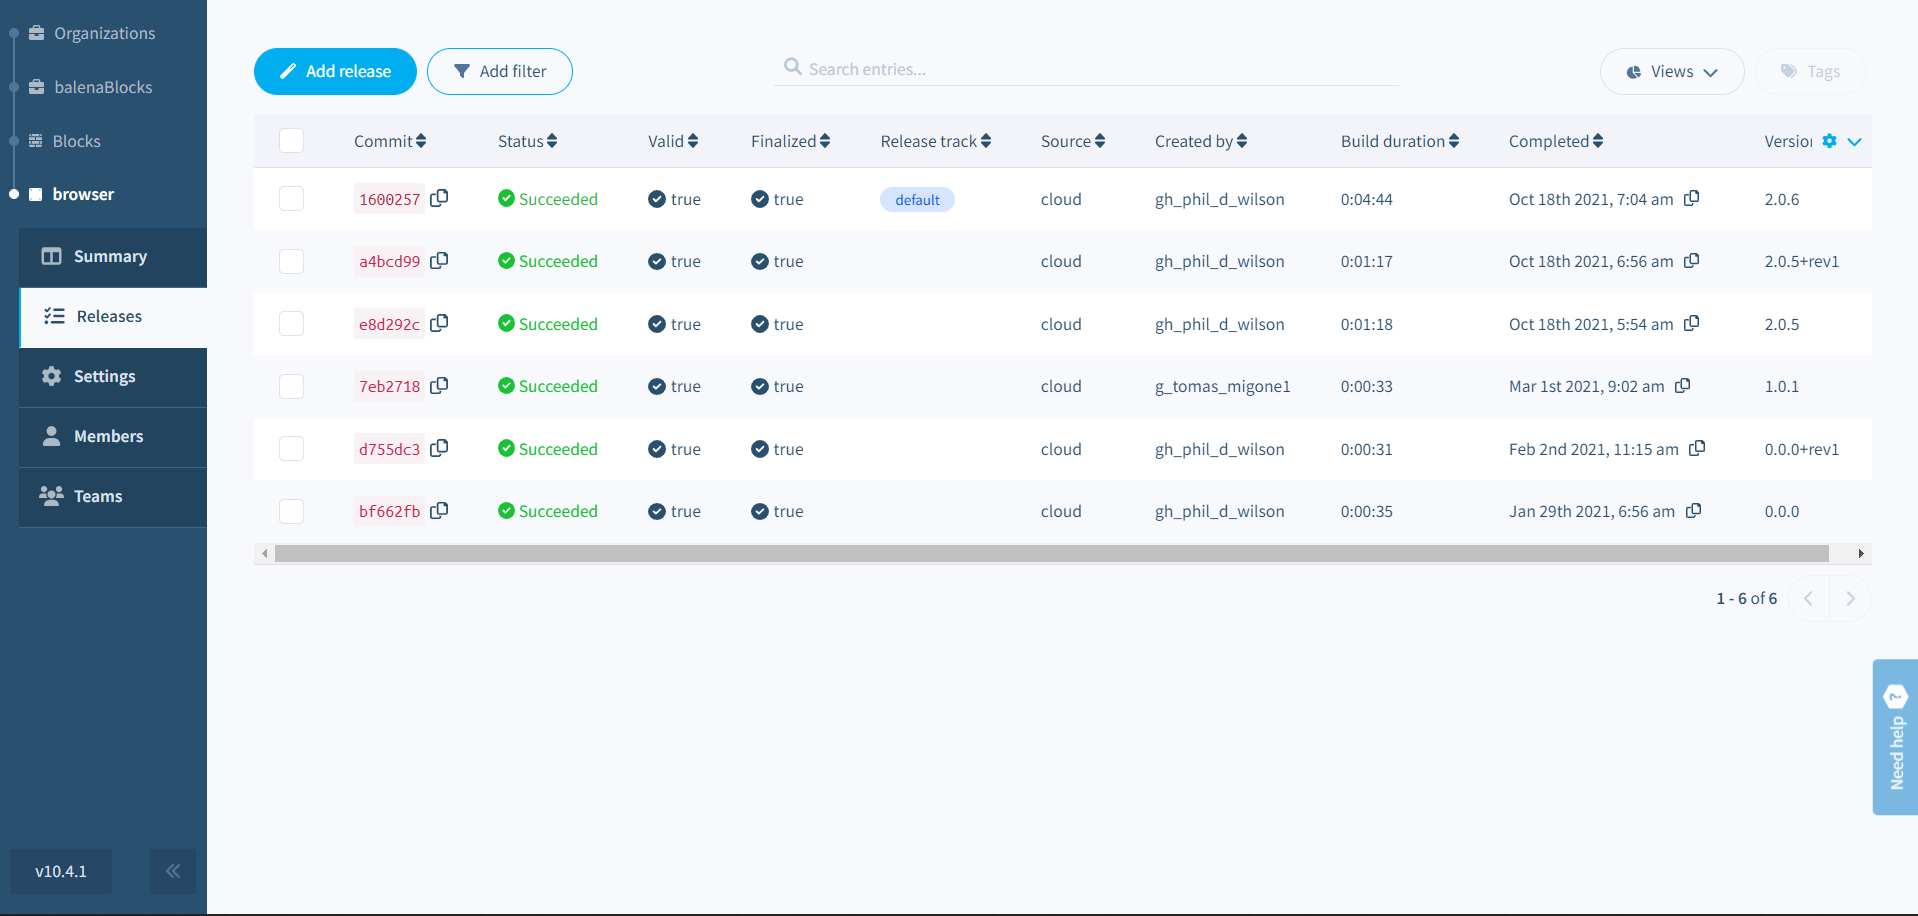 Organizations
balenaBlocks
Blocks
browser
Summary
Releases
Settings
Members
Teams
v10.4.1
Add release Add filter Search entries... Views Tags
Commit Status Valid Finalized Release track Source Created by Build duration Completed Version
1600257 Succeeded true true default cloud gh_phil_d_wilson 0:04:44 Oct 18th 2021, 7:04 am 2.0.6
a4bcd99 Succeeded true true cloud gh_phil_d_wilson 0:01:17 Oct 18th 2021, 6:56 am 2.0.5+rev1
e8d292c Succeeded true true cloud gh_phil_d_wilson 0:01:18 Oct 18th 2021, 5:54 am 2.0.5
7eb2718 Succeeded true true cloud g_tomas_migone1 0:00:33 Mar 1st 2021, 9:02 am 1.0.1
d755dc3 Succeeded true true cloud gh_phil_d_wilson 0:00:31 Feb 2nd 2021, 11:15 am 0.0.0+rev1
bf662fb Succeeded true true cloud gh_phil_d_wilson 0:00:35 Jan 29th 2021, 6:56 am 0.0.0
1 - 6 of 6
Need help ?